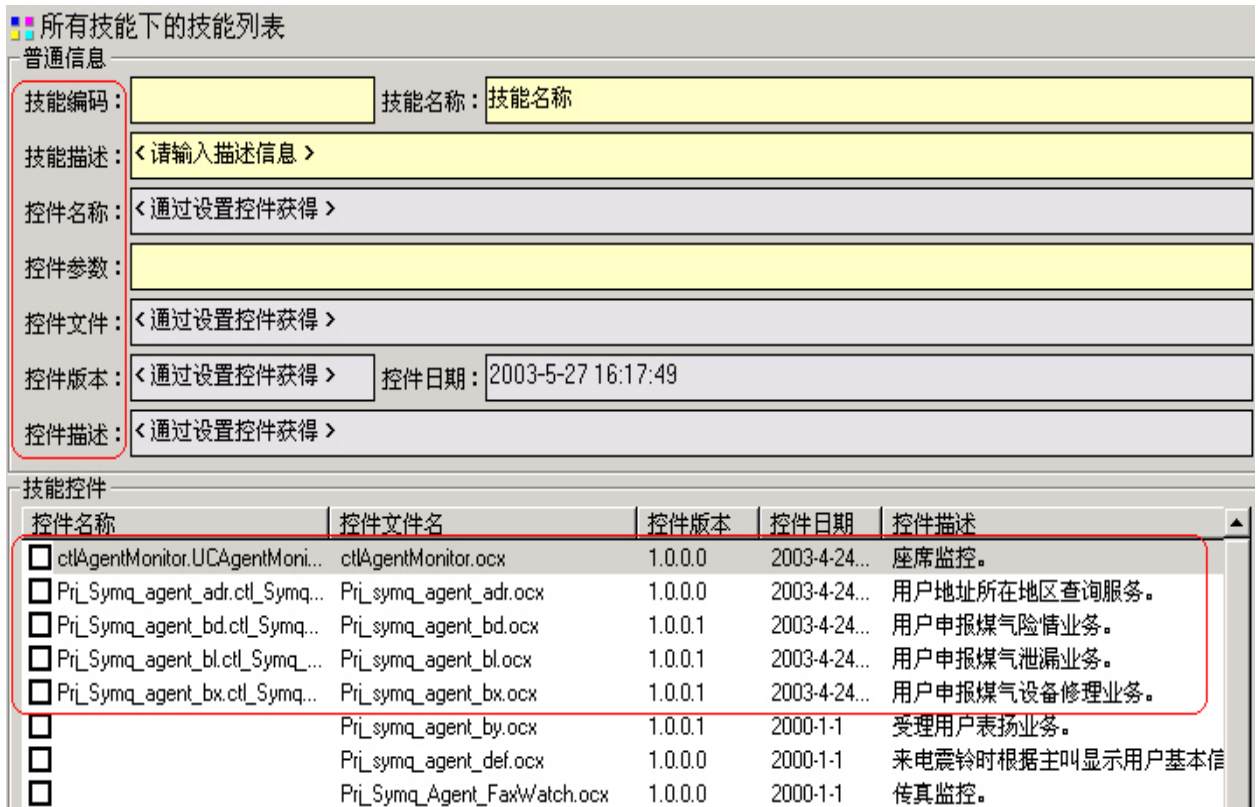 所有技能下的技能列表
普通信息
技能编码： 技能名称：技能名称
技能描述：<请输入描述信息>
控件名称：<通过设置控件获得>
控件参数：
控件文件：<通过设置控件获得>
控件版本：<通过设置控件获得> 控件日期：2003-5-27 16:17:49
控件描述：<通过设置控件获得>
技能控件
控件名称 控件文件名 控件版本 控件日期 控件描述
ctlAgentMonitor.UCAgentMoni... ctlAgentMonitor.ocx 1.0.0.0 2003-4-24... 座席监控。
Prj_Symq_agent_adr.ctl_Symq... Prj_symq_agent_adr.ocx 1.0.0.0 2003-4-24... 用户地址所在地区查询服务。
Prj_Symq_agent_bd.ctl_Symq... Prj_symq_agent_bd.ocx 1.0.0.1 2003-4-24... 用户申报煤气险情业务。
Prj_Symq_agent_bl.ctl_Symq_... Prj_symq_agent_bl.ocx 1.0.0.1 2003-4-24... 用户申报煤气泄漏业务。
Prj_Symq_agent_bx.ctl_Symq... Prj_symq_agent_bx.ocx 1.0.0.1 2003-4-24... 用户申报煤气设备修理业务。
Prj_symq_agent_by.ocx 1.0.0.1 2000-1-1 受理用户表扬业务。
Prj_symq_agent_def.ocx 1.0.0.0 2000-1-1 来电震铃时根据主叫显示用户基本信
Prj_Symq_Agent_FaxWatch.ocx 1.0.0.0 2000-1-1 传真监控。